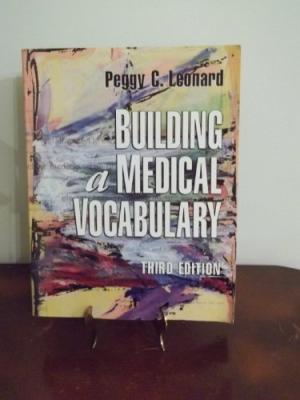 Peggy C. Leonard
BUILDING
a MEDICAL
VOCABULARY
THIRD EDITION